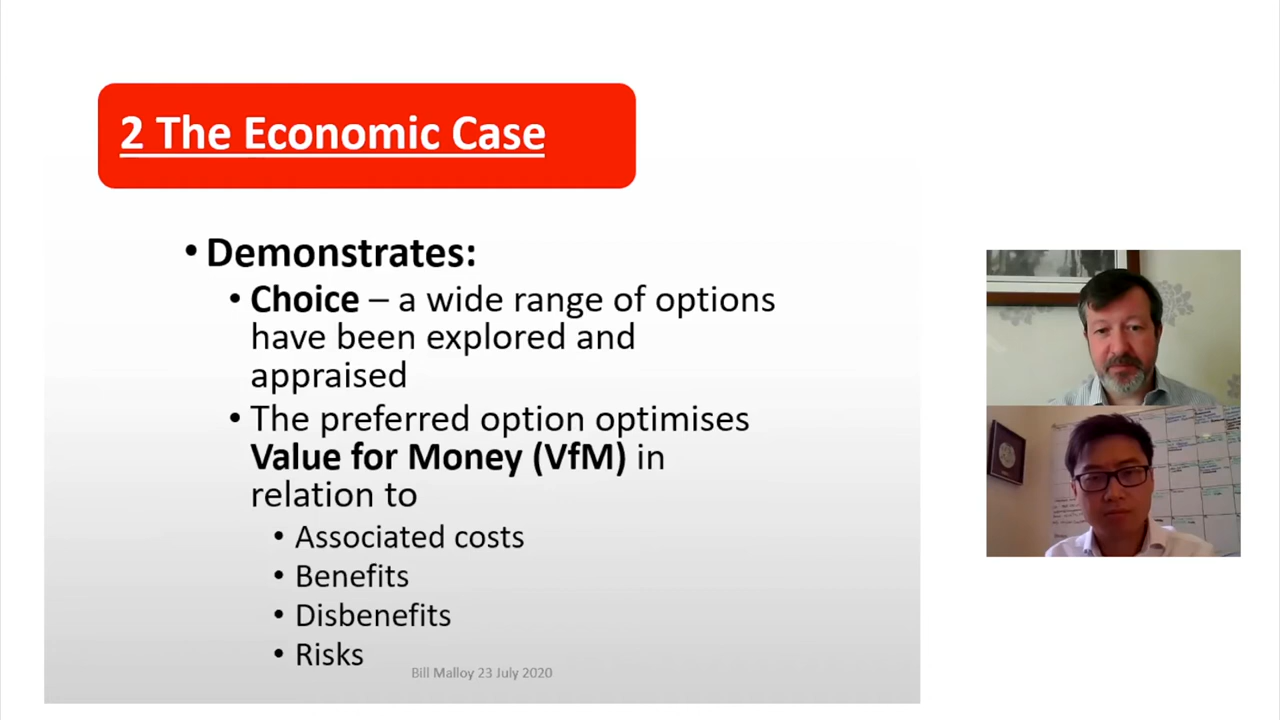 2 The Economic Case
• Demonstrates:
• Choice – a wide range of options
have been explored and
appraised
• The preferred option optimises
Value for Money (VfM) in
relation to
• Associated costs
• Benefits
• Disbenefits
• Risks
Bill Malloy 23 July 2020